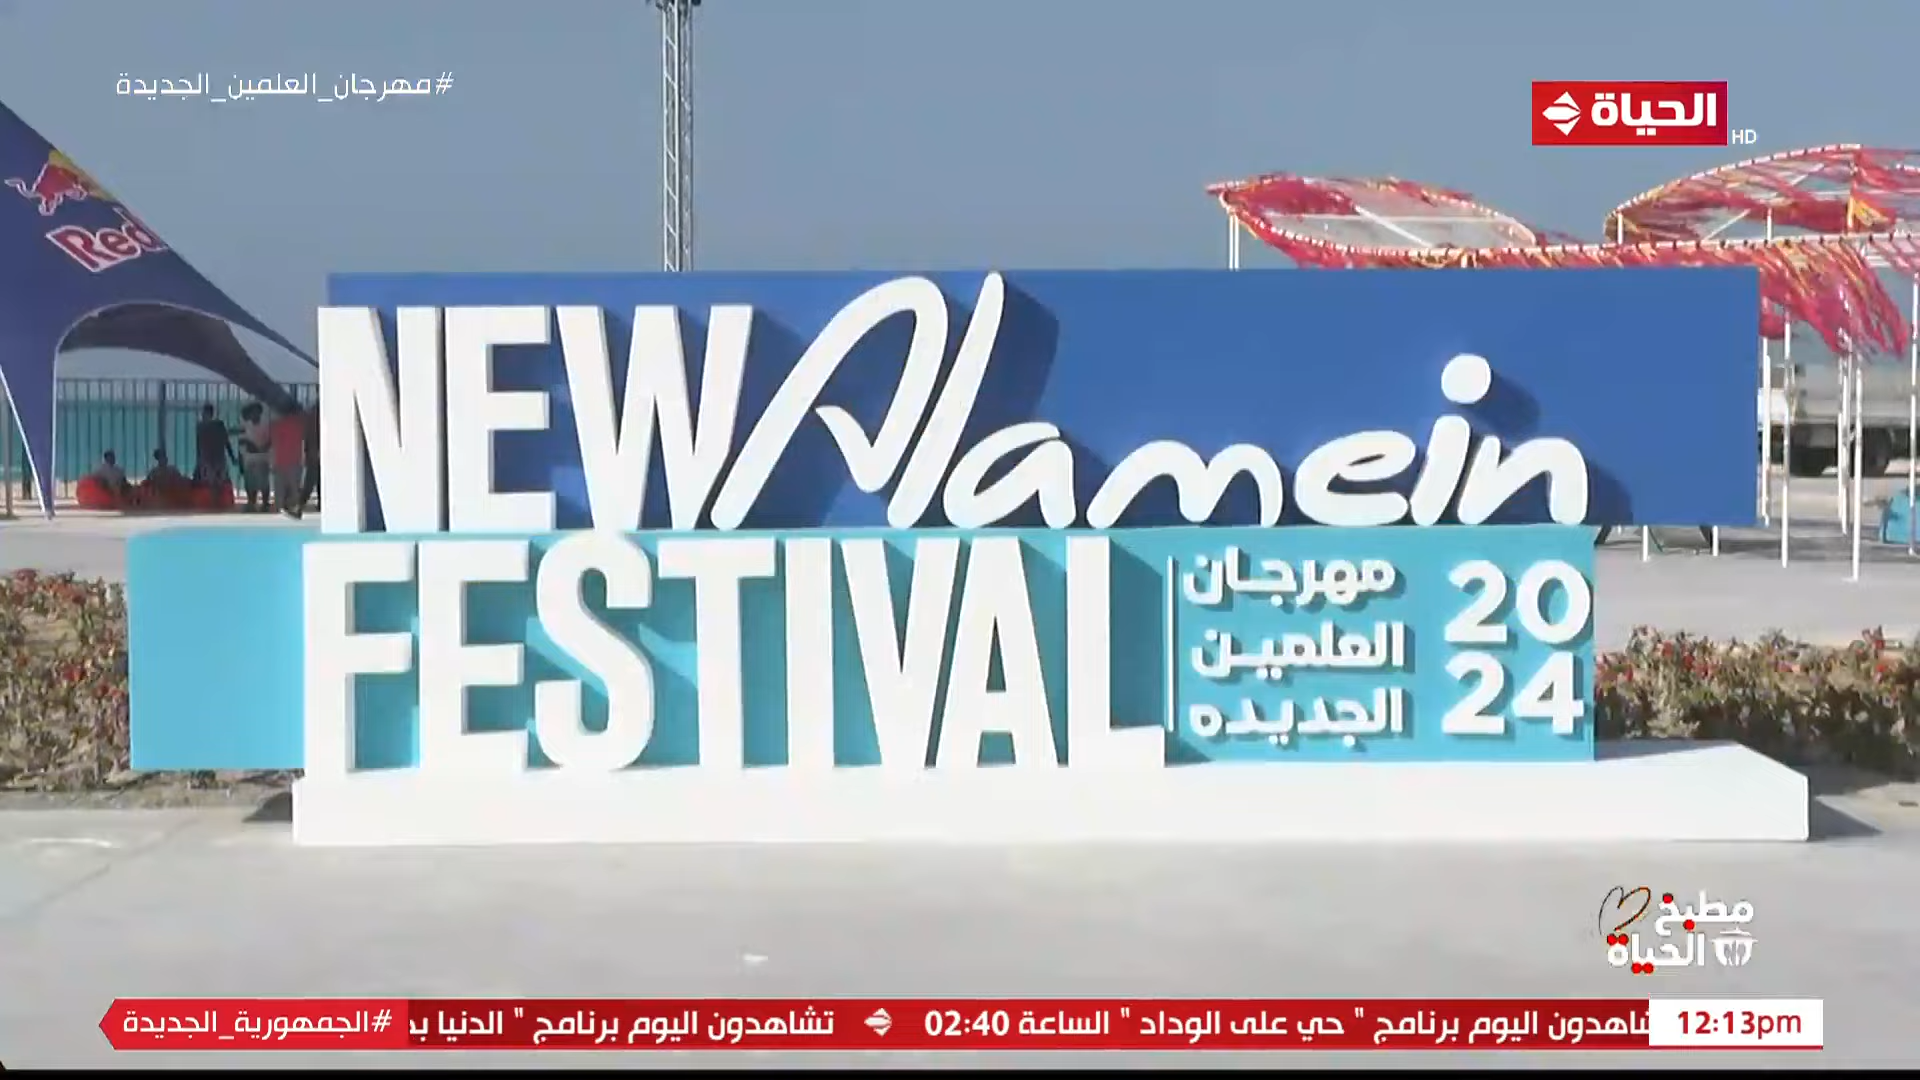 #مهرجان_العلمين_الجديدة
الحياة
HD
Red
NEW Alamein
FESTIVAL
مهرجان
العلمين
الجديده
20
24
مطبخ
الحياة
12:13pm
اليوم برنامج " حي على الوداد " الساعة 02:40
تشاهدون اليوم برنامج " الدنيا
#الجمهورية_الجديدة